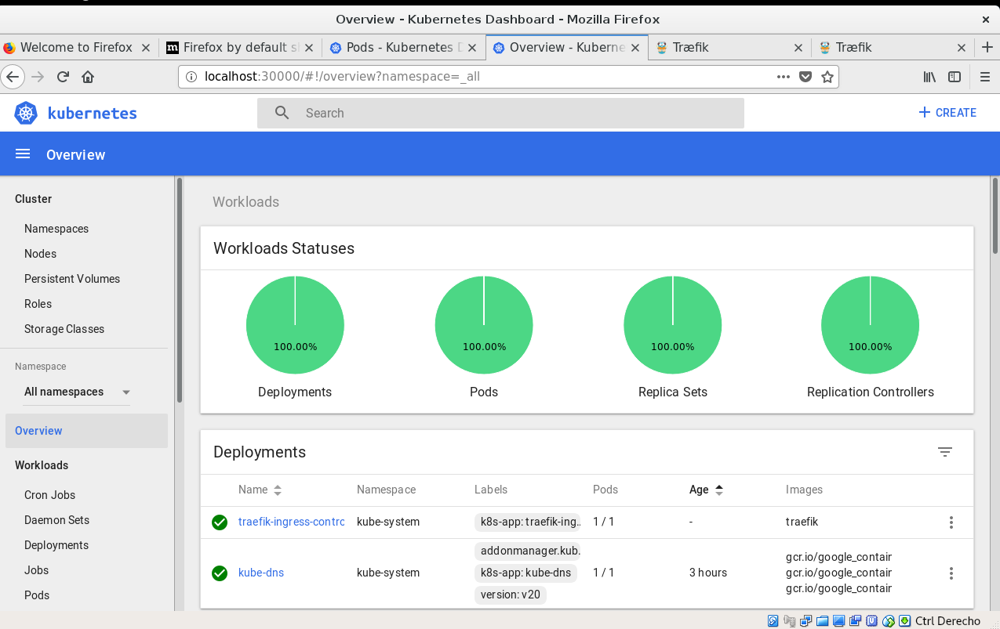 Overview - Kubernetes Dashboard - Mozilla Firefox
Welcome to Firefox
Firefox by default s
Pods - Kubernetes D
Overview - Kuberne
Træfik
Træfik
localhost:30000/#!/overview?namespace=_all
kubernetes
Search
CREATE
Overview
Cluster
Namespaces
Nodes
Persistent Volumes
Roles
Storage Classes
Namespace
All namespaces
Overview
Workloads
Cron Jobs
Daemon Sets
Deployments
Jobs
Pods
Workloads
Workloads Statuses
100.00% 100.00% 100.00% 100.00%
Deployments Pods Replica Sets Replication Controllers
Deployments
Name Namespace Labels Pods Age Images
traefik-ingress-contro kube-system k8s-app: traefik-ing.. 1 / 1 - traefik
kube-dns kube-system addonmanager.kub. 1 / 1 3 hours gcr.io/google_contain
k8s-app: kube-dns gcr.io/google_contain
version: v20 gcr.io/google_contain
Ctrl Derecho